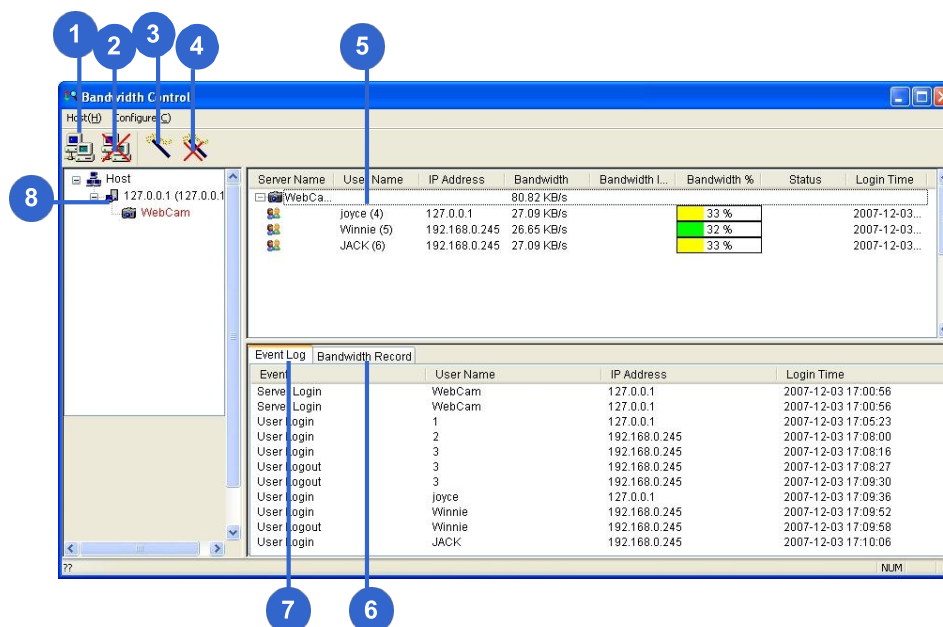 1 2 3 4 5
Bandwidth Control
Host(H) Configure(C)
8
Host
127.0.0.1 (127.0.0.1
WebCam
Server Name User Name IP Address Bandwidth Bandwidth l... Bandwidth % Status Login Time
WebCa... 80.82 KB/s
joyce (4) 127.0.0.1 27.09 KB/s 33 % 2007-12-03...
Winnie (5) 192.168.0.245 26.65 KB/s 32 % 2007-12-03...
JACK (6) 192.168.0.245 27.09 KB/s 33 % 2007-12-03...
Event Log Bandwidth Record
Event User Name IP Address Login Time
Server Login WebCam 127.0.0.1 2007-12-03 17:00:56
Server Login WebCam 127.0.0.1 2007-12-03 17:00:56
User Login 1 127.0.0.1 2007-12-03 17:05:23
User Login 2 192.168.0.245 2007-12-03 17:08:00
User Login 3 192.168.0.245 2007-12-03 17:08:16
User Logout 3 192.168.0.245 2007-12-03 17:08:27
User Logout 3 192.168.0.245 2007-12-03 17:09:30
User Login joyce 127.0.0.1 2007-12-03 17:09:36
User Login Winnie 192.168.0.245 2007-12-03 17:09:52
User Logout Winnie 192.168.0.245 2007-12-03 17:09:58
User Login JACK 192.168.0.245 2007-12-03 17:10:06
?? NUM
7 6